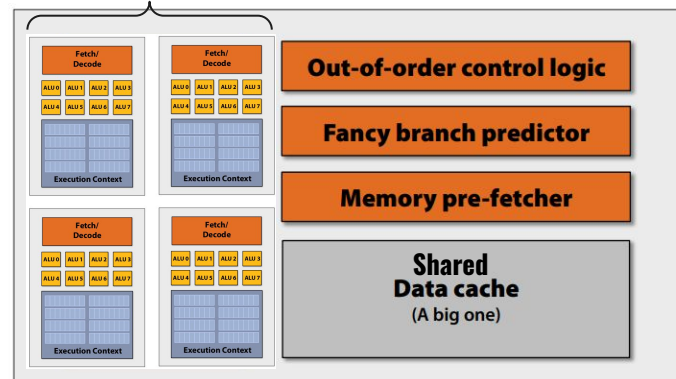 Fetch/
Decode
ALU 0 ALU 1 ALU 2 ALU 3
ALU 4 ALU 5 ALU 6 ALU 7
Execution Context
Fetch/
Decode
ALU 0 ALU 1 ALU 2 ALU 3
ALU 4 ALU 5 ALU 6 ALU 7
Execution Context
Fetch/
Decode
ALU 0 ALU 1 ALU 2 ALU 3
ALU 4 ALU 5 ALU 6 ALU 7
Execution Context
Fetch/
Decode
ALU 0 ALU 1 ALU 2 ALU 3
ALU 4 ALU 5 ALU 6 ALU 7
Execution Context
Out-of-order control logic
Fancy branch predictor
Memory pre-fetcher
Shared
Data cache
(A big one)